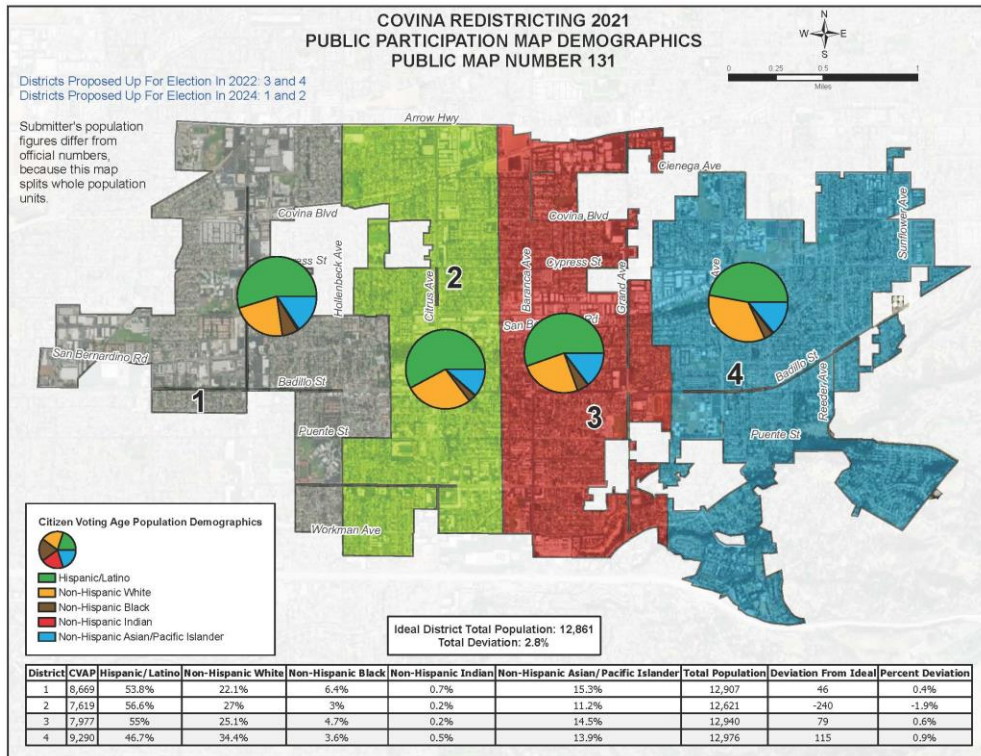 COVINA REDISTRICTING 2021
PUBLIC PARTICIPATION MAP DEMOGRAPHICS
PUBLIC MAP NUMBER 131
N
W E
S
0 0.25 0.5 1
Miles
Districts Proposed Up For Election In 2022: 3 and 4
Districts Proposed Up For Election In 2024: 1 and 2
Submitter's population
figures differ from
official numbers,
because this map
splits whole population
units.
Arrow Hwy
Cienega Ave
Covina Blvd
Covina Blvd
Sunflower Ave
ess St
Hollenbeck Ave
Citrus Ave
2
Baranca Ave
Cypress St
Grand Ave
Ave
San B
Rd
San Bernardino Rd
Badillo St
1
3
4
Badillo St
Reeder Ave
Puente St
Puente St
Workman Ave
Citizen Voting Age Population Demographics
Hispanic/Latino
Non-Hispanic White
Non-Hispanic Black
Non-Hispanic Indian
Non-Hispanic Asian/Pacific Islander
Ideal District Total Population: 12,861
Total Deviation: 2.8%
District CVAP Hispanic/Latino Non-Hispanic White Non-Hispanic Black Non-Hispanic Indian Non-Hispanic Asian/Pacific Islander Total Population Deviation From Ideal Percent Deviation
1 8,669 53.8% 22.1% 6.4% 0.7% 15.3% 12,907 46 0.4%
2 7,619 56.6% 27% 3% 0.2% 11.2% 12,621 -240 -1.9%
3 7,977 55% 25.1% 4.7% 0.2% 14.5% 12,940 79 0.6%
4 9,290 46.7% 34.4% 3.6% 0.5% 13.9% 12,976 115 0.9%